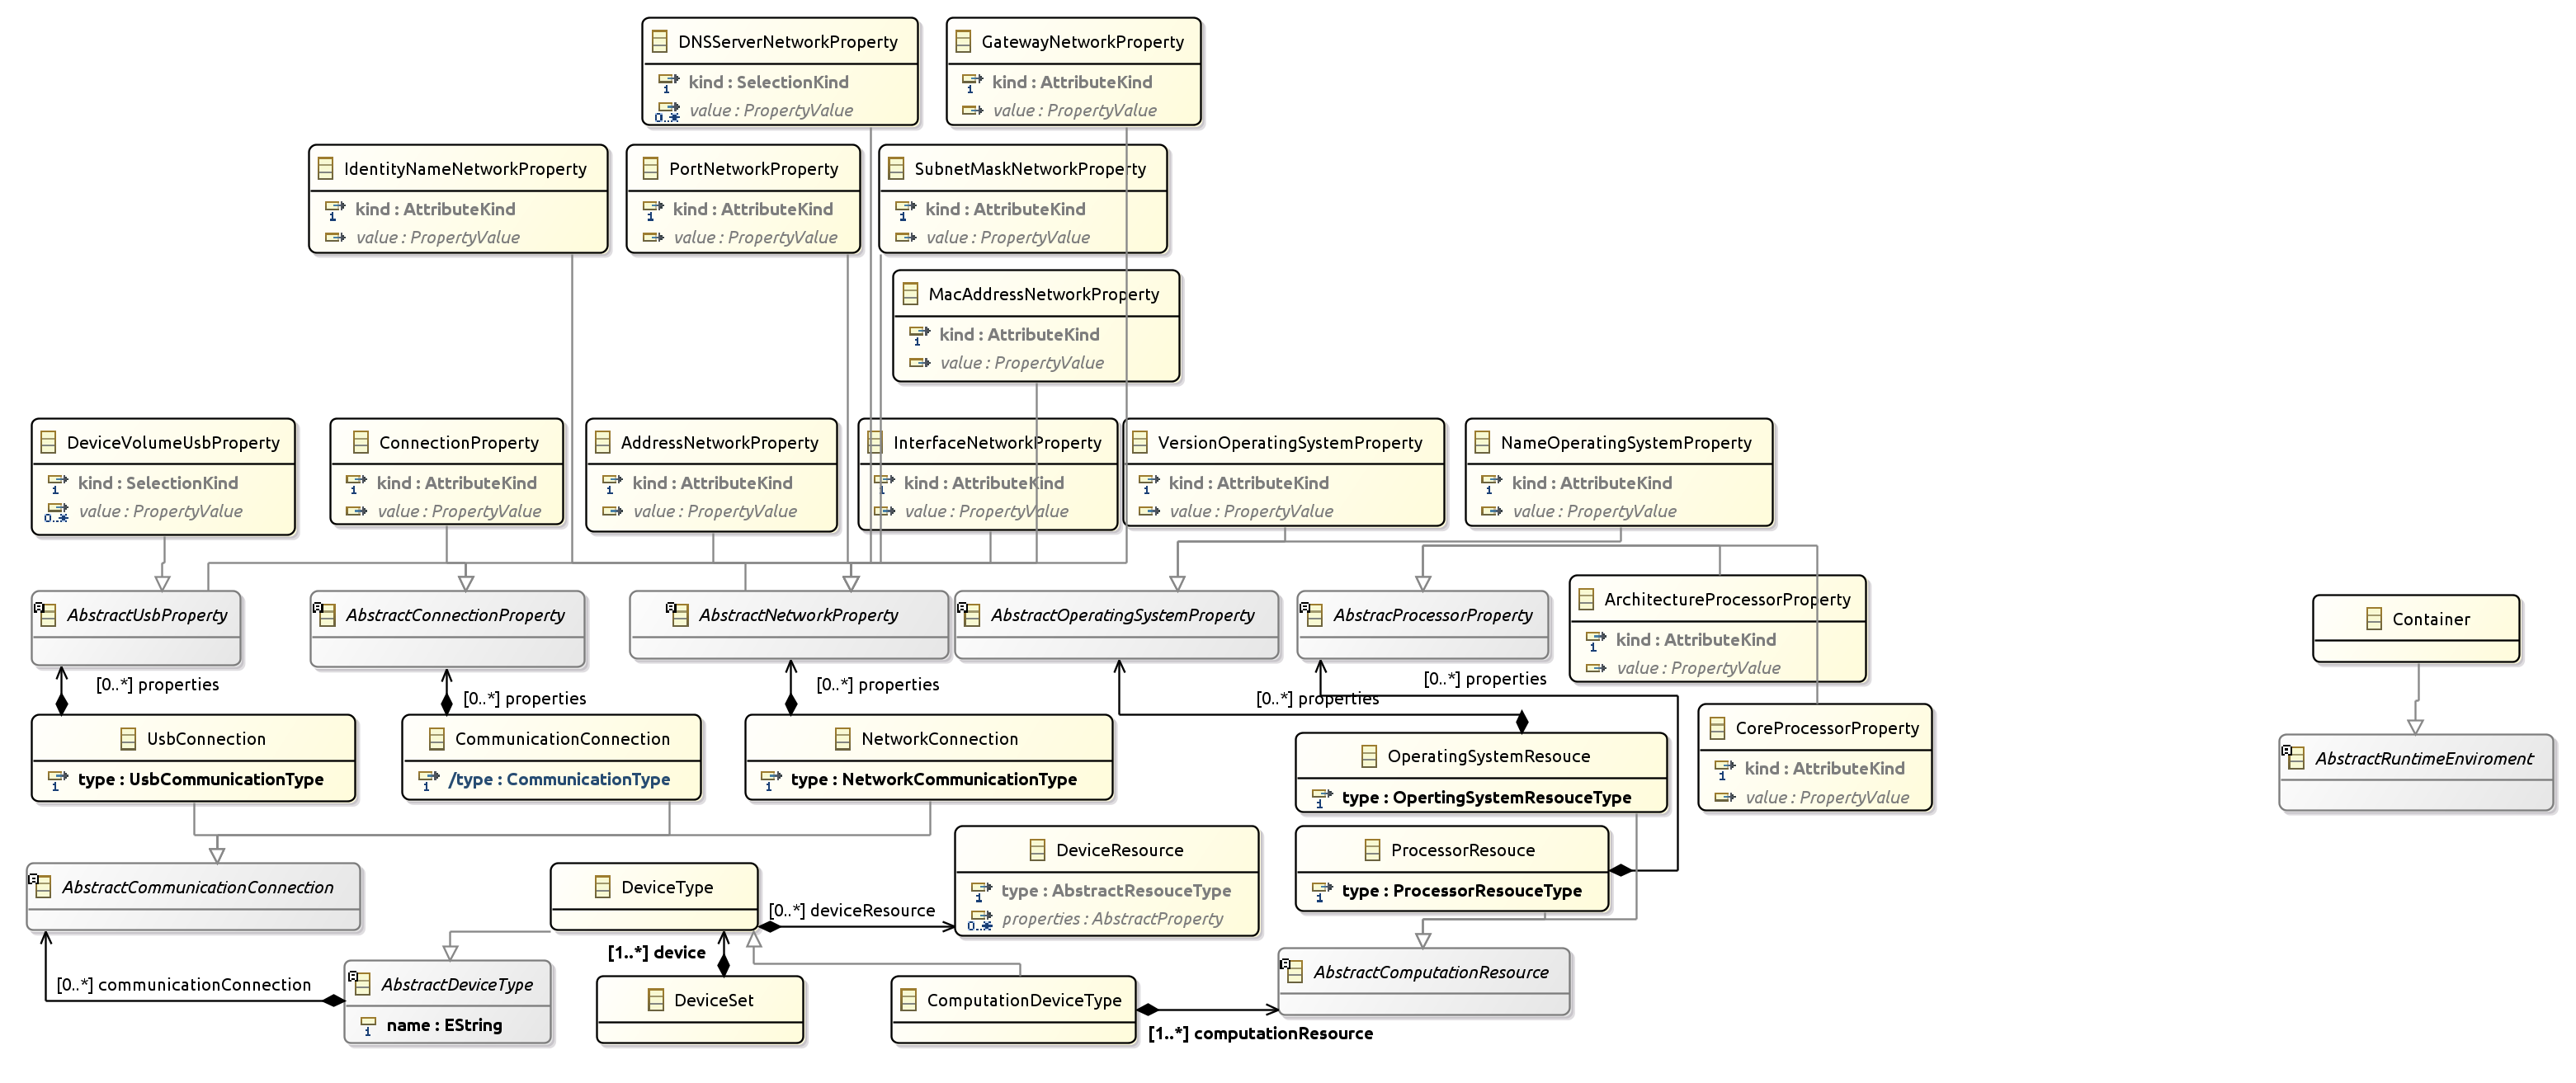 DNSServerNetworkProperty
kind : SelectionKind
value : PropertyValue
GatewayNetworkProperty
kind : AttributeKind
value : PropertyValue
IdentityNameNetworkProperty
kind : AttributeKind
value : PropertyValue
PortNetworkProperty
kind : AttributeKind
value : PropertyValue
SubnetMaskNetworkProperty
kind : AttributeKind
value : PropertyValue
MacAddressNetworkProperty
kind : AttributeKind
value : PropertyValue
DeviceVolumeUsbProperty
kind : SelectionKind
value : PropertyValue
ConnectionProperty
kind : AttributeKind
value : PropertyValue
AddressNetworkProperty
kind : AttributeKind
value : PropertyValue
InterfaceNetworkProperty
kind : AttributeKind
value : PropertyValue
VersionOperatingSystemProperty
kind : AttributeKind
value : PropertyValue
NameOperatingSystemProperty
kind : AttributeKind
value : PropertyValue
AbstractUsbProperty
AbstractConnectionProperty
AbstractNetworkProperty
AbstractOperatingSystemProperty
AbstracProcessorProperty
ArchitectureProcessorProperty
kind : AttributeKind
value : PropertyValue
Container
[0..*] properties
[0..*] properties
[0..*] properties
[0..*] properties
[0..*] properties
UsbConnection
type : UsbCommunicationType
CommunicationConnection
/type : CommunicationType
NetworkConnection
type : NetworkCommunicationType
OperatingSystemResouce
type : OpertingSystemResouceType
CoreProcessorProperty
kind : AttributeKind
value : PropertyValue
AbstractRuntimeEnviroment
AbstractCommunicationConnection
DeviceType
[0..*] deviceResource
DeviceResource
type : AbstractResouceType
properties : AbstractProperty
ProcessorResouce
type : ProcessorResouceType
[1..*] device
[0..*] communicationConnection
AbstractDeviceType
name : EString
DeviceSet
ComputationDeviceType
[1..*] computationResource
AbstractComputationResource